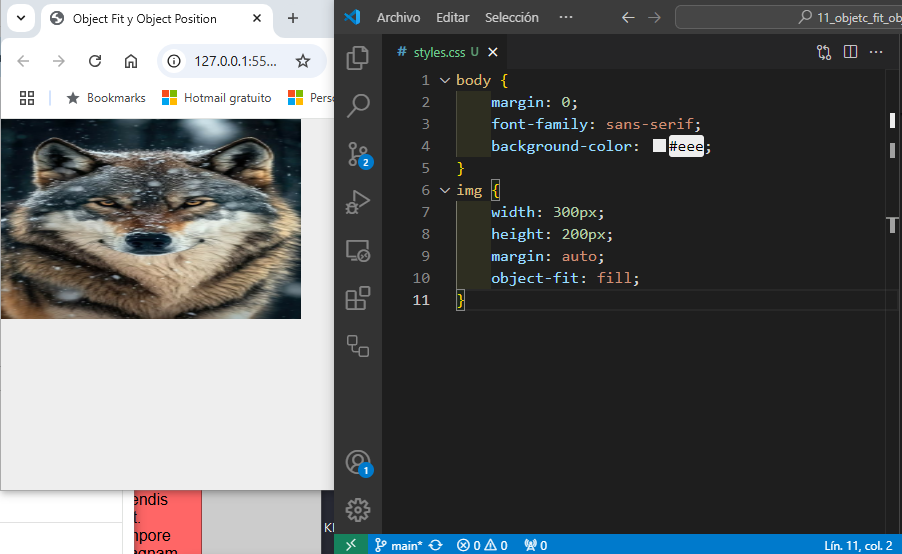 Object Fit y Object Position
127.0.0.1:55...
Bookmarks
Hotmail gratuito
Perso
endis
t.
mpore
Archivo Editar Selección ...
11_objetc_fit_ob
# styles.css U
1 body {
2 margin: 0;
3 font-family: sans-serif;
4 background-color: #eee;
5 }
6 img {
7 width: 300px;
8 height: 200px;
9 margin: auto;
10 object-fit: fill;
11 }
2
1
main* 0 0 0
Lín. 11, col. 2